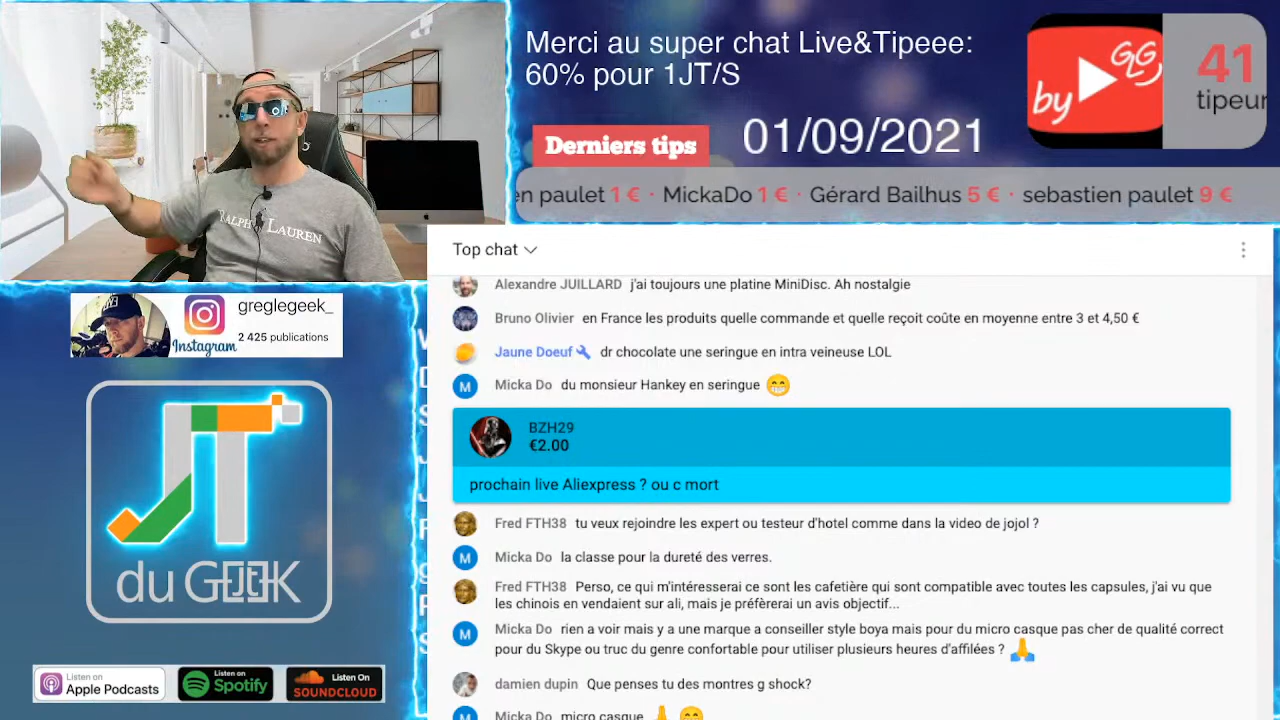 Merci au super chat Live&Tipeee:
60% pour 1JT/S
by GLG
41
tipeur
Derniers tips
01/09/2021
en paulet 1 € · MickaDo 1 € · Gérard Bailhus 5 € · sebastien paulet 9 €
RALPH LAUREN
greglegeek_
Instagram
2 425 publications
JT
du GEEK
Listen on
Apple Podcasts
Listen on
Spotify
Listen On
SOUNDCLOUD
Top chat
Alexandre JUILLARD j'ai toujours une platine MiniDisc. Ah nostalgie
Bruno Olivier en France les produits quelle commande et quelle reçoit coûte en moyenne entre 3 et 4,50 €
Jaune Doeuf dr chocolate une seringue en intra veineuse LOL
M Micka Do du monsieur Hankey en seringue 😁
BZH29
€2.00
prochain live Aliexpress ? ou c mort
Fred FTH38 tu veux rejoindre les expert ou testeur d'hotel comme dans la video de jojol ?
M Micka Do la classe pour la dureté des verres.
Fred FTH38 Perso, ce qui m'intéresserai ce sont les cafetière qui sont compatible avec toutes les capsules, j'ai vu que
les chinois en vendaient sur ali, mais je préfèrerai un avis objectif...
M Micka Do rien a voir mais y a une marque a conseiller style boya mais pour du micro casque pas cher de qualité correct
pour du Skype ou truc du genre confortable pour utiliser plusieurs heures d'affilées ? 🙏
damien dupin Que penses tu des montres g shock?
M Micka Do micro casque 🙏 😁